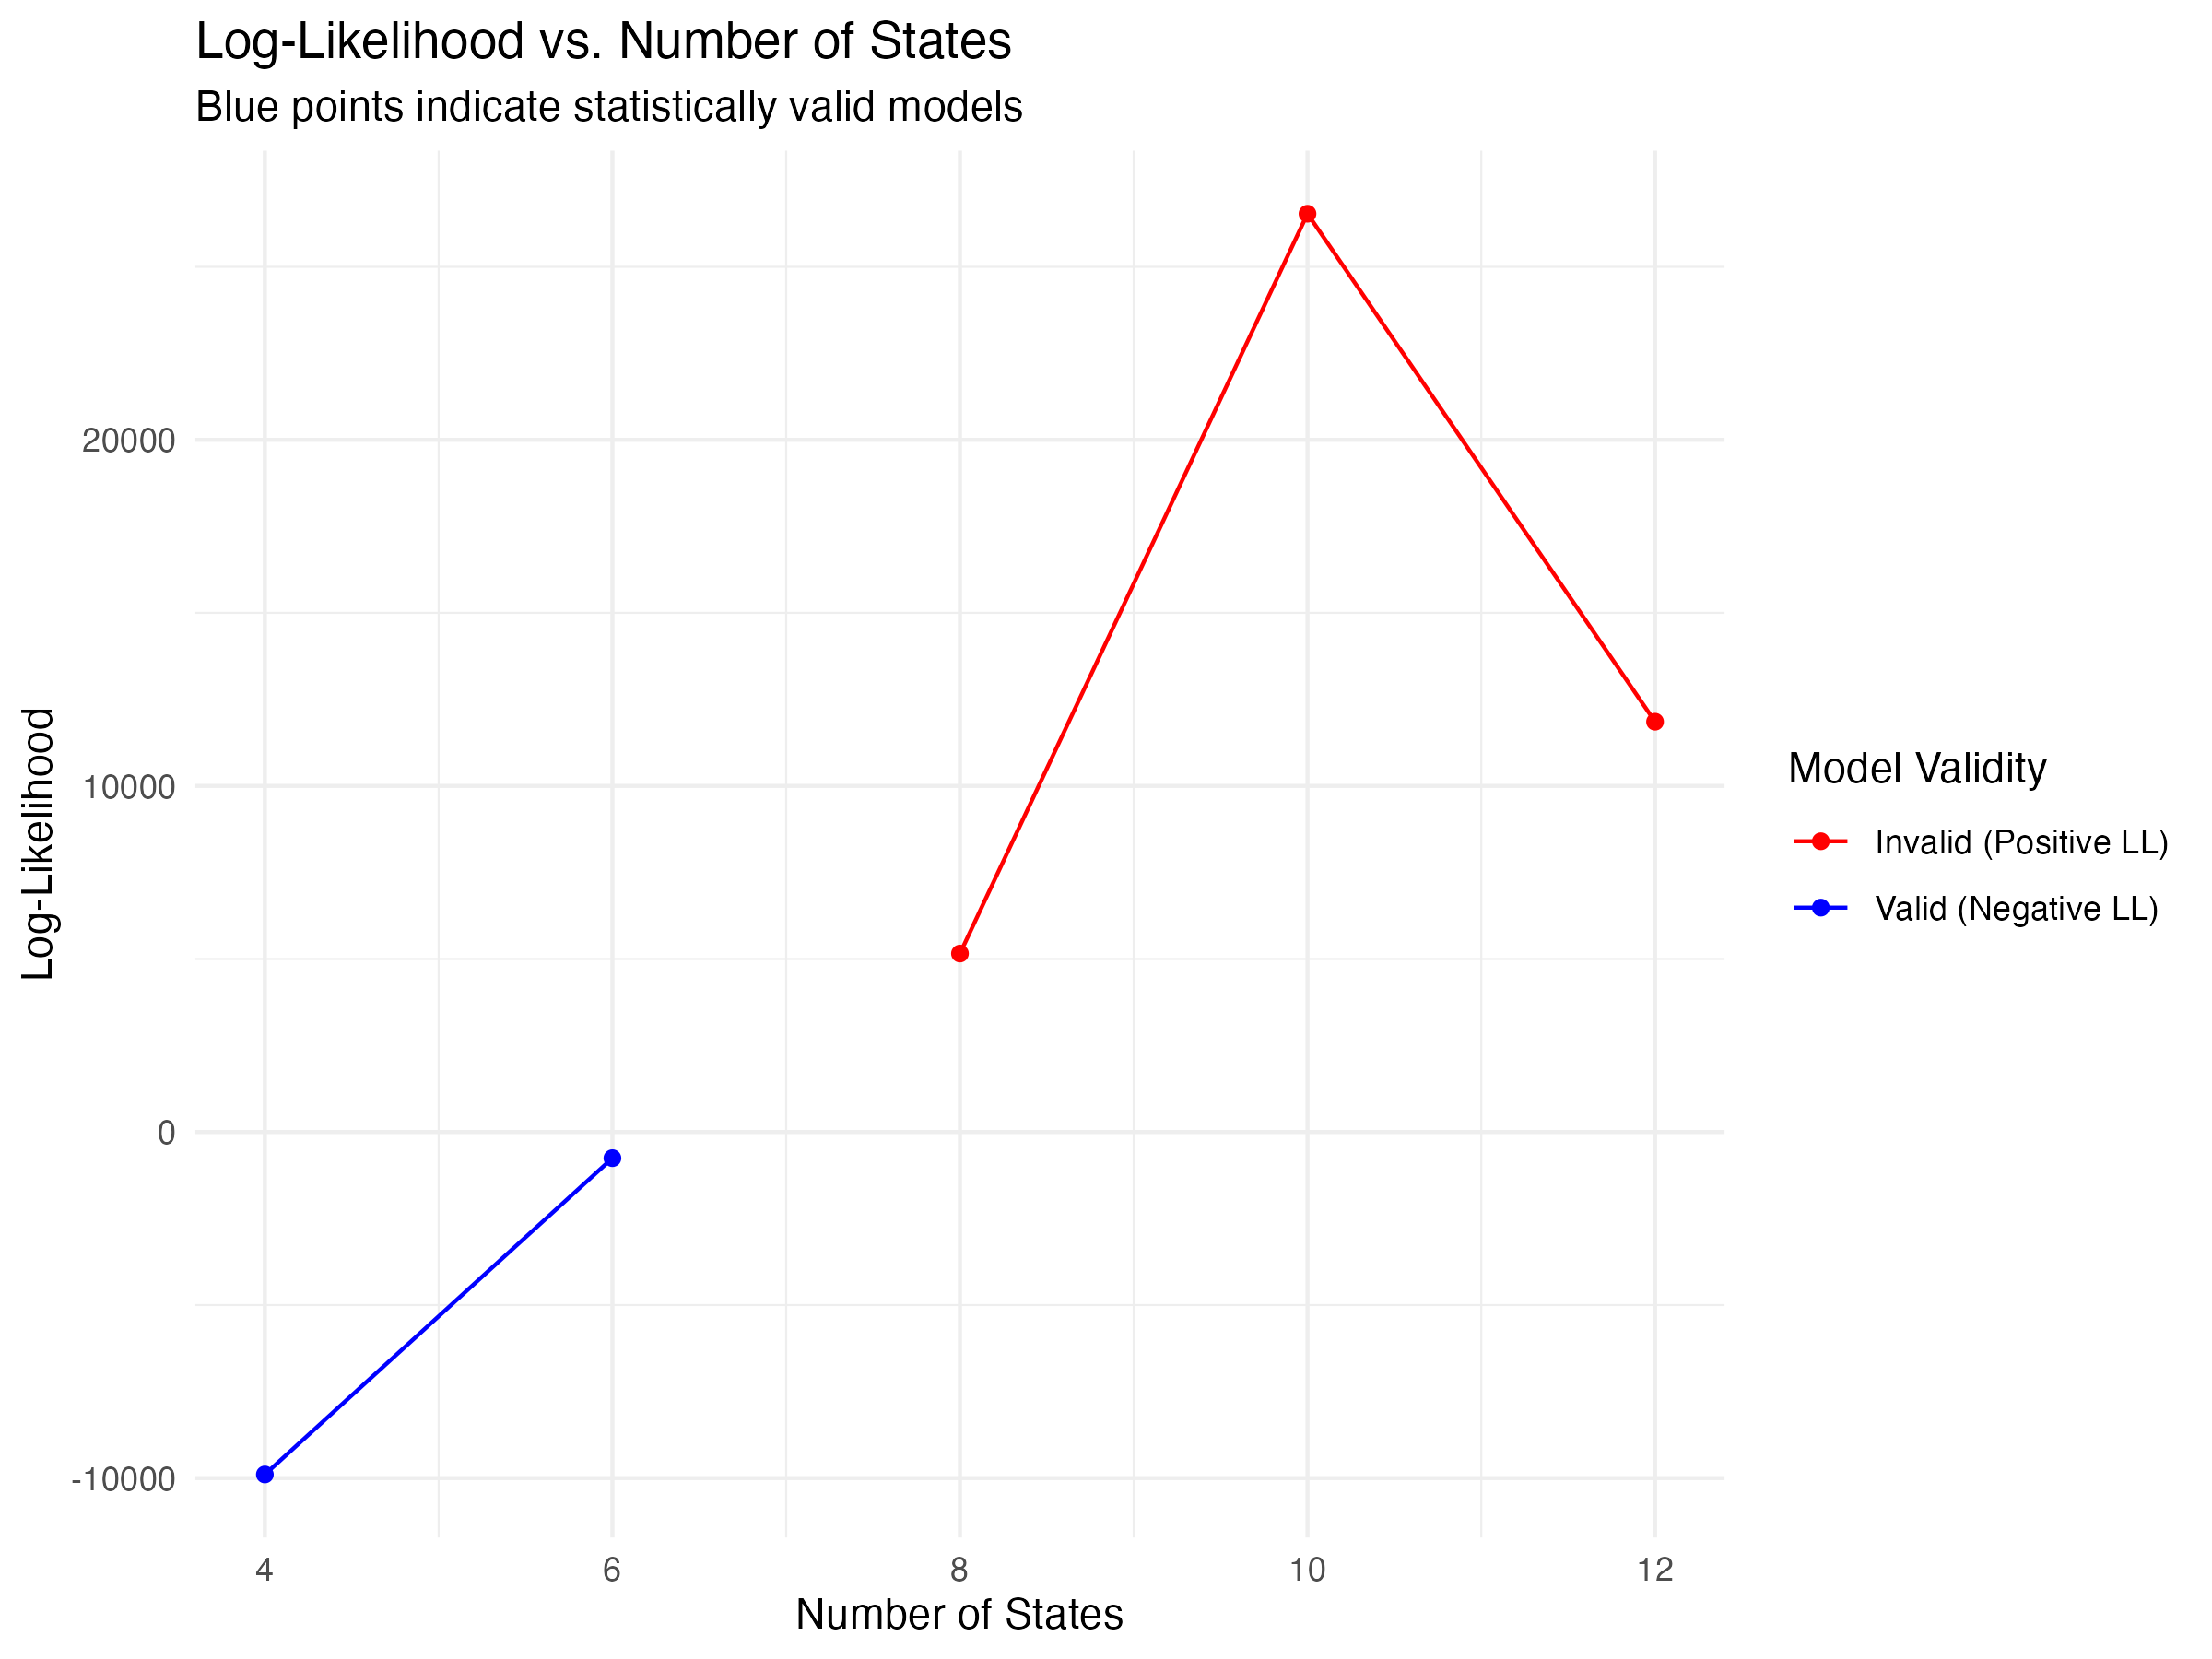 Log-Likelihood vs. Number of States
Blue points indicate statistically valid models
Log-Likelihood
20000
10000
0
-10000
4 6 8 10 12
Number of States
Model Validity
Invalid (Positive LL)
Valid (Negative LL)